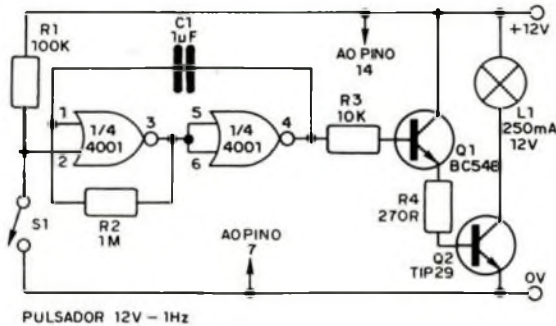 R1
100K
C1
1uF
AO PINO
14
+12V
1
2
1/4
4001
3
5
6
1/4
4001
4
R3
10K
Q1
BC548
L1
250mA
12V
S1
R2
1M
AO PINO
7
R4
270R
Q2
TIP29
0V
PULSADOR 12V - 1Hz